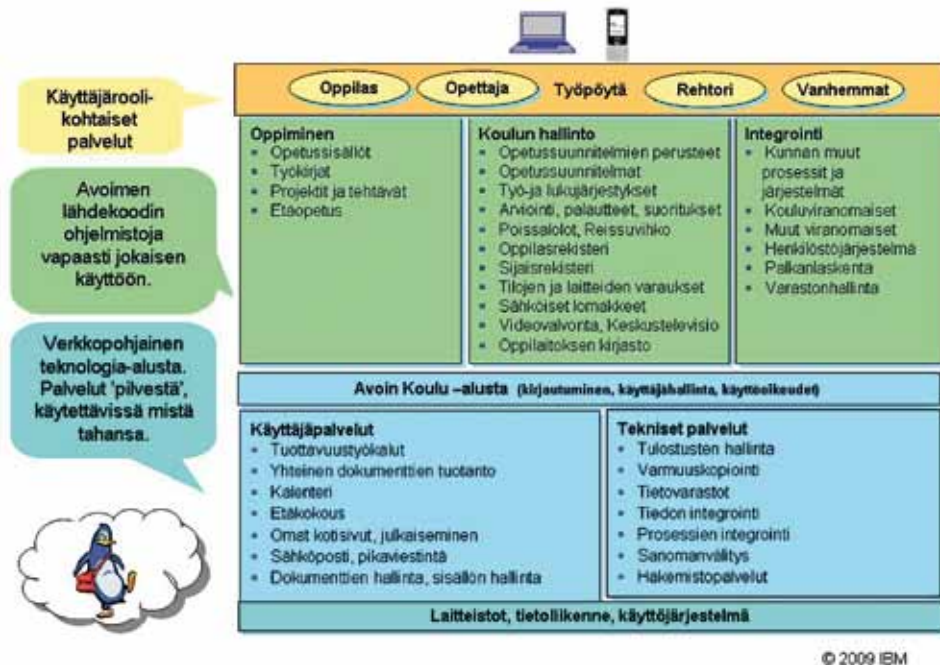 Oppilas Opettaja Työpöytä Rehtori Vanhemmat
Käyttäjärooli-
kohtaiset
palvelut
Avoimen
lähdekoodin
ohjelmistoja
vapaasti jokaisen
käyttöön.
Verkkopohjainen
teknologia-alusta.
Palvelut 'pilvestä',
käytettävissä mistä
tahansa.
Oppiminen
• Opetussisällöt
• Työkirjat
• Projektit ja tehtävät
• Etäopetus
Koulun hallinto
• Opetussuunnitelmien perusteet
• Opetussuunnitelmat
• Työ-ja lukujärjestykset
• Arviointi, palautteet, suoritukset
• Poissalolot, Reissuvihko
• Oppilasrekisteri
• Sijaisrekisteri
• Tilojen ja laitteiden varaukset
• Sähköiset lomakkeet
• Videovalvonta, Keskustelevisio
• Oppilaitoksen kirjasto
Integrointi
• Kunnan muut
prosessit ja
järjestelmät
• Kouluviranomaiset
• Muut viranomaiset
• Henkilöstöjärjestelmä
• Palkanlaskenta
• Varastonhallinta
Avoin Koulu –alusta (kirjautuminen, käyttäjähallinta, käyttöoikeudet)
Käyttäjäpalvelut
• Tuottavuustyökalut
• Yhteinen dokumenttien tuotanto
• Kalenteri
• Etäkokous
• Omat kotisivut, julkaiseminen
• Sähköposti, pikaviestintä
• Dokumenttien hallinta, sisällön hallinta
Tekniset palvelut
• Tulostusten hallinta
• Varmuuskopiointi
• Tietovarastot
• Tiedon integrointi
• Prosessien integrointi
• Sanomanvälitys
• Hakemistopalvelut
Laitteistot, tietoliikenne, käyttöjärjestelmä
© 2009 IBM